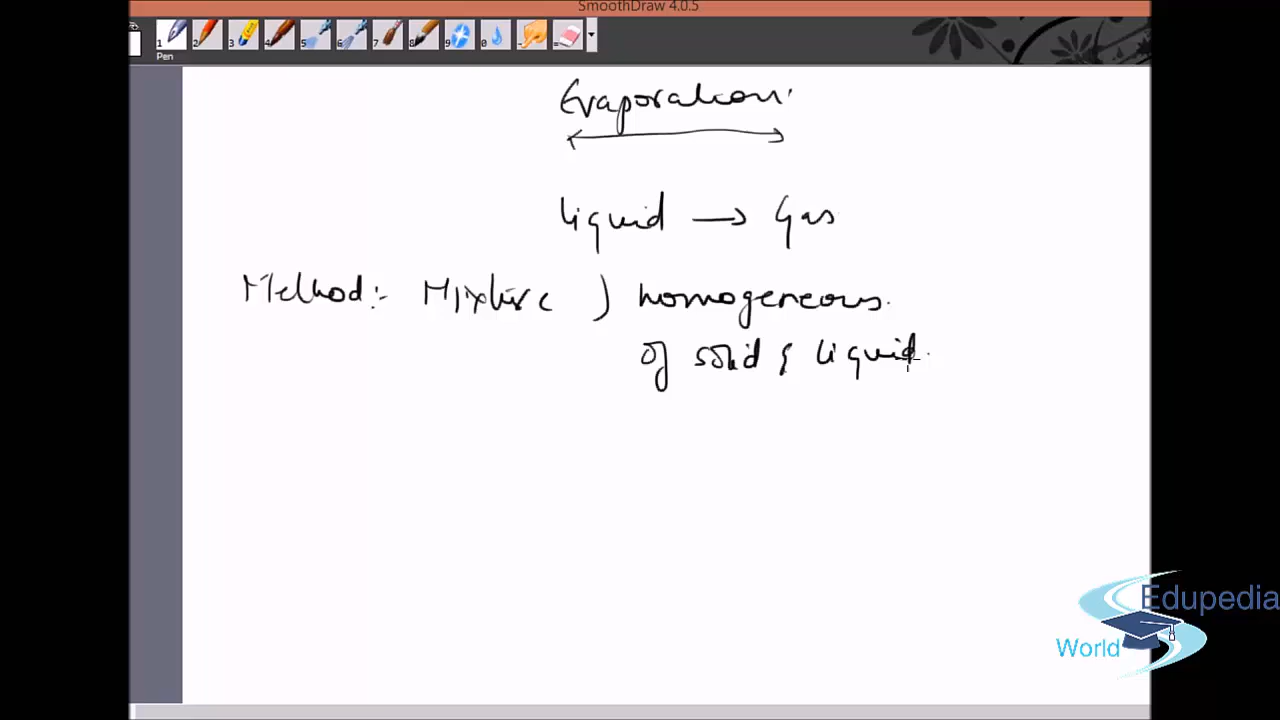 SmoothDraw 4.0.5
Pen
Evaporation:
liquid → Gas
Method:- Mixture ) homogeneous.
of solid & liquid.
Edupedia
World